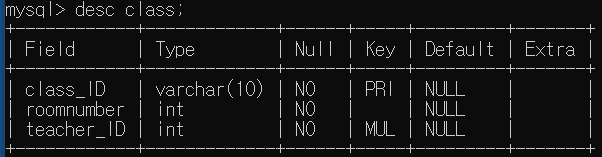 mysql> desc class;
+------------+-------------+------+-----+---------+-------+
| Field | Type | Null | Key | Default | Extra |
+------------+-------------+------+-----+---------+-------+
| class_ID | varchar(10) | NO | PRI | NULL | |
| roomnumber | int | NO | | NULL | |
| teacher_ID | int | NO | MUL | NULL | |
+------------+-------------+------+-----+---------+-------+